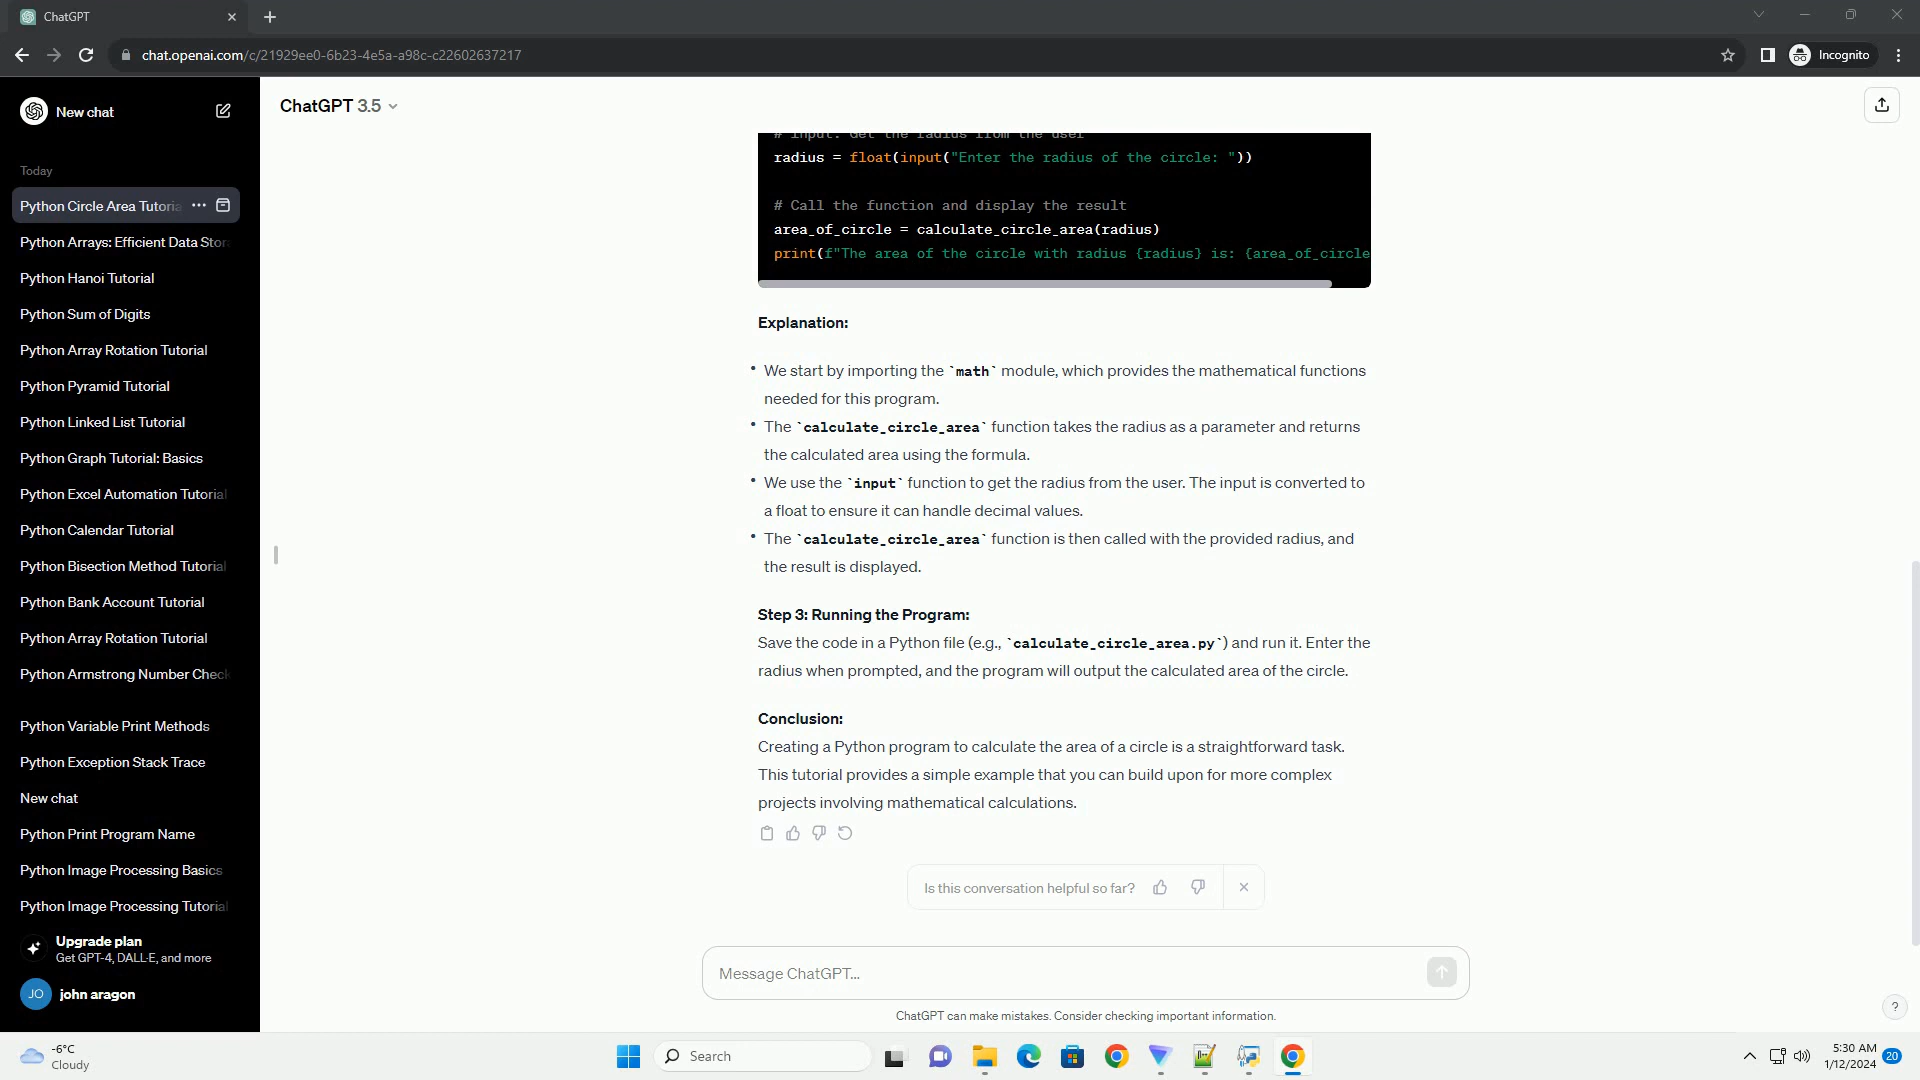 ChatGPT
chat.openai.com/c/21929ee0-6b23-4e5a-a98c-c22602637217
Incognito
New chat
Today
Python Circle Area Tutoria
Python Arrays: Efficient Data Stor
Python Hanoi Tutorial
Python Sum of Digits
Python Array Rotation Tutorial
Python Pyramid Tutorial
Python Linked List Tutorial
Python Graph Tutorial: Basics
Python Excel Automation Tutorial
Python Calendar Tutorial
Python Bisection Method Tutorial
Python Bank Account Tutorial
Python Array Rotation Tutorial
Python Armstrong Number Check
Python Variable Print Methods
Python Exception Stack Trace
New chat
Python Print Program Name
Python Image Processing Basics
Python Image Processing Tutorial
Upgrade plan
Get GPT-4, DALL·E, and more
JO john aragon
ChatGPT 3.5
# Input: Get the radius from the user
radius = float(input("Enter the radius of the circle: "))
# Call the function and display the result
area_of_circle = calculate_circle_area(radius)
print(f"The area of the circle with radius {radius} is: {area_of_circle
Explanation:
• We start by importing the `math` module, which provides the mathematical functions
needed for this program.
• The `calculate_circle_area` function takes the radius as a parameter and returns
the calculated area using the formula.
• We use the `input` function to get the radius from the user. The input is converted to
a float to ensure it can handle decimal values.
• The `calculate_circle_area` function is then called with the provided radius, and
the result is displayed.
Step 3: Running the Program:
Save the code in a Python file (e.g., `calculate_circle_area.py`) and run it. Enter the
radius when prompted, and the program will output the calculated area of the circle.
Conclusion:
Creating a Python program to calculate the area of a circle is a straightforward task.
This tutorial provides a simple example that you can build upon for more complex
projects involving mathematical calculations.
Is this conversation helpful so far?
Message ChatGPT...
ChatGPT can make mistakes. Consider checking important information.
?
-6°C
Cloudy
Search
5:30 AM
1/12/2024
20